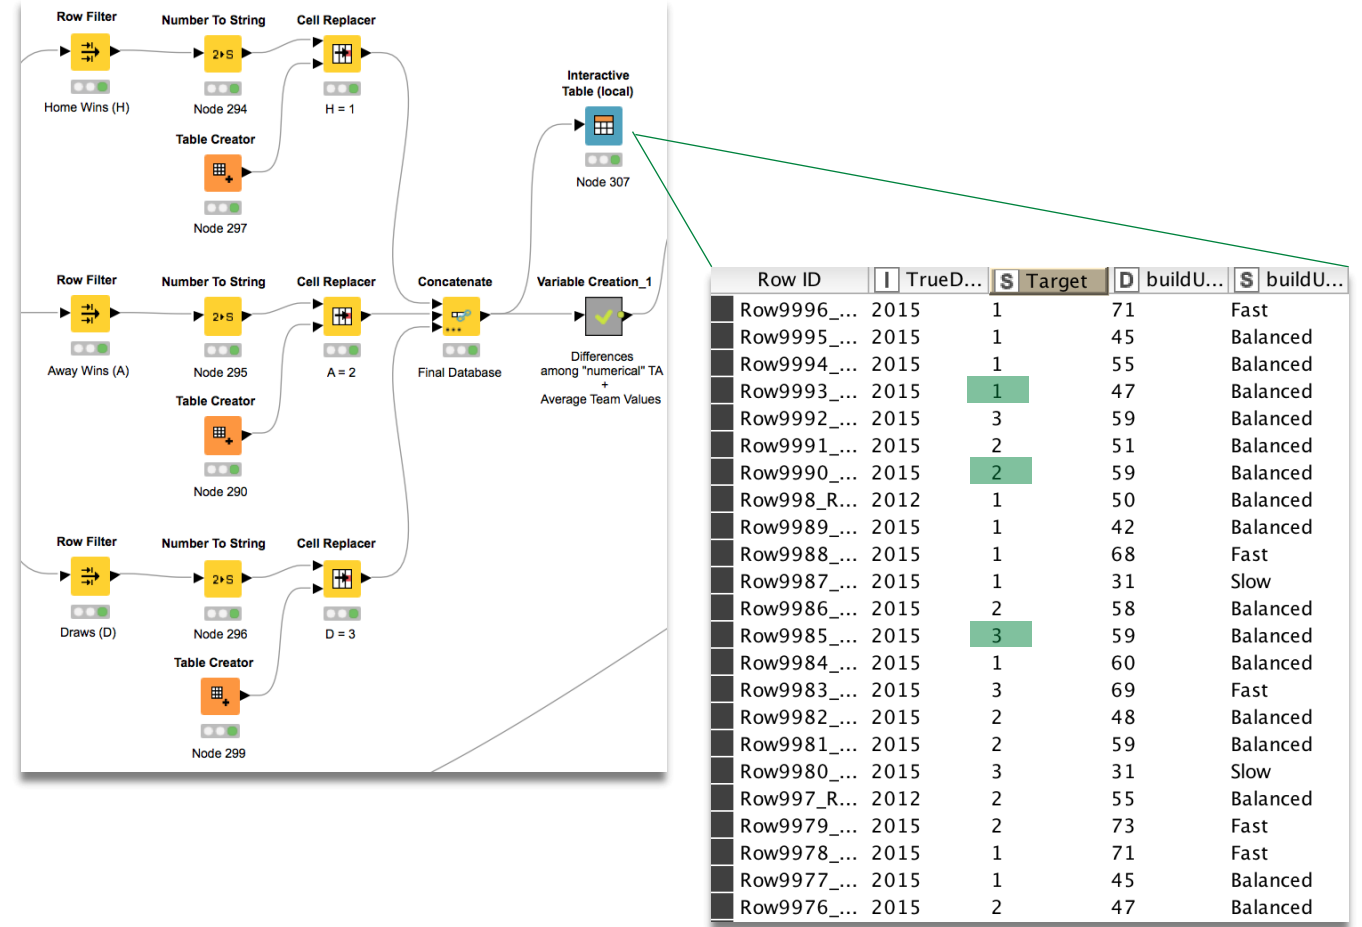 Row Filter
Number To String
Cell Replacer
2▸S
Home Wins (H)
Node 294
H = 1
Table Creator
Node 297
Interactive
Table (local)
Node 307
Row Filter
Number To String
Cell Replacer
Concatenate
Variable Creation_1
2▸S
Away Wins (A)
Node 295
A = 2
Final Database
Differences
among "numerical" TA
+
Average Team Values
Table Creator
Node 290
Row Filter
Number To String
Cell Replacer
2▸S
Draws (D)
Node 296
D = 3
Table Creator
Node 299
Row ID I TrueD... S Target D buildU... S buildU...
Row9996_... 2015 1 71 Fast
Row9995_... 2015 1 45 Balanced
Row9994_... 2015 1 55 Balanced
Row9993_... 2015 1 47 Balanced
Row9992_... 2015 3 59 Balanced
Row9991_... 2015 2 51 Balanced
Row9990_... 2015 2 59 Balanced
Row998_R... 2012 1 50 Balanced
Row9989_... 2015 1 42 Balanced
Row9988_... 2015 1 68 Fast
Row9987_... 2015 1 31 Slow
Row9986_... 2015 2 58 Balanced
Row9985_... 2015 3 59 Balanced
Row9984_... 2015 1 60 Balanced
Row9983_... 2015 3 69 Fast
Row9982_... 2015 2 48 Balanced
Row9981_... 2015 2 59 Balanced
Row9980_... 2015 3 31 Slow
Row997_R... 2012 2 55 Balanced
Row9979_... 2015 2 73 Fast
Row9978_... 2015 1 71 Fast
Row9977_... 2015 1 45 Balanced
Row9976_... 2015 2 47 Balanced